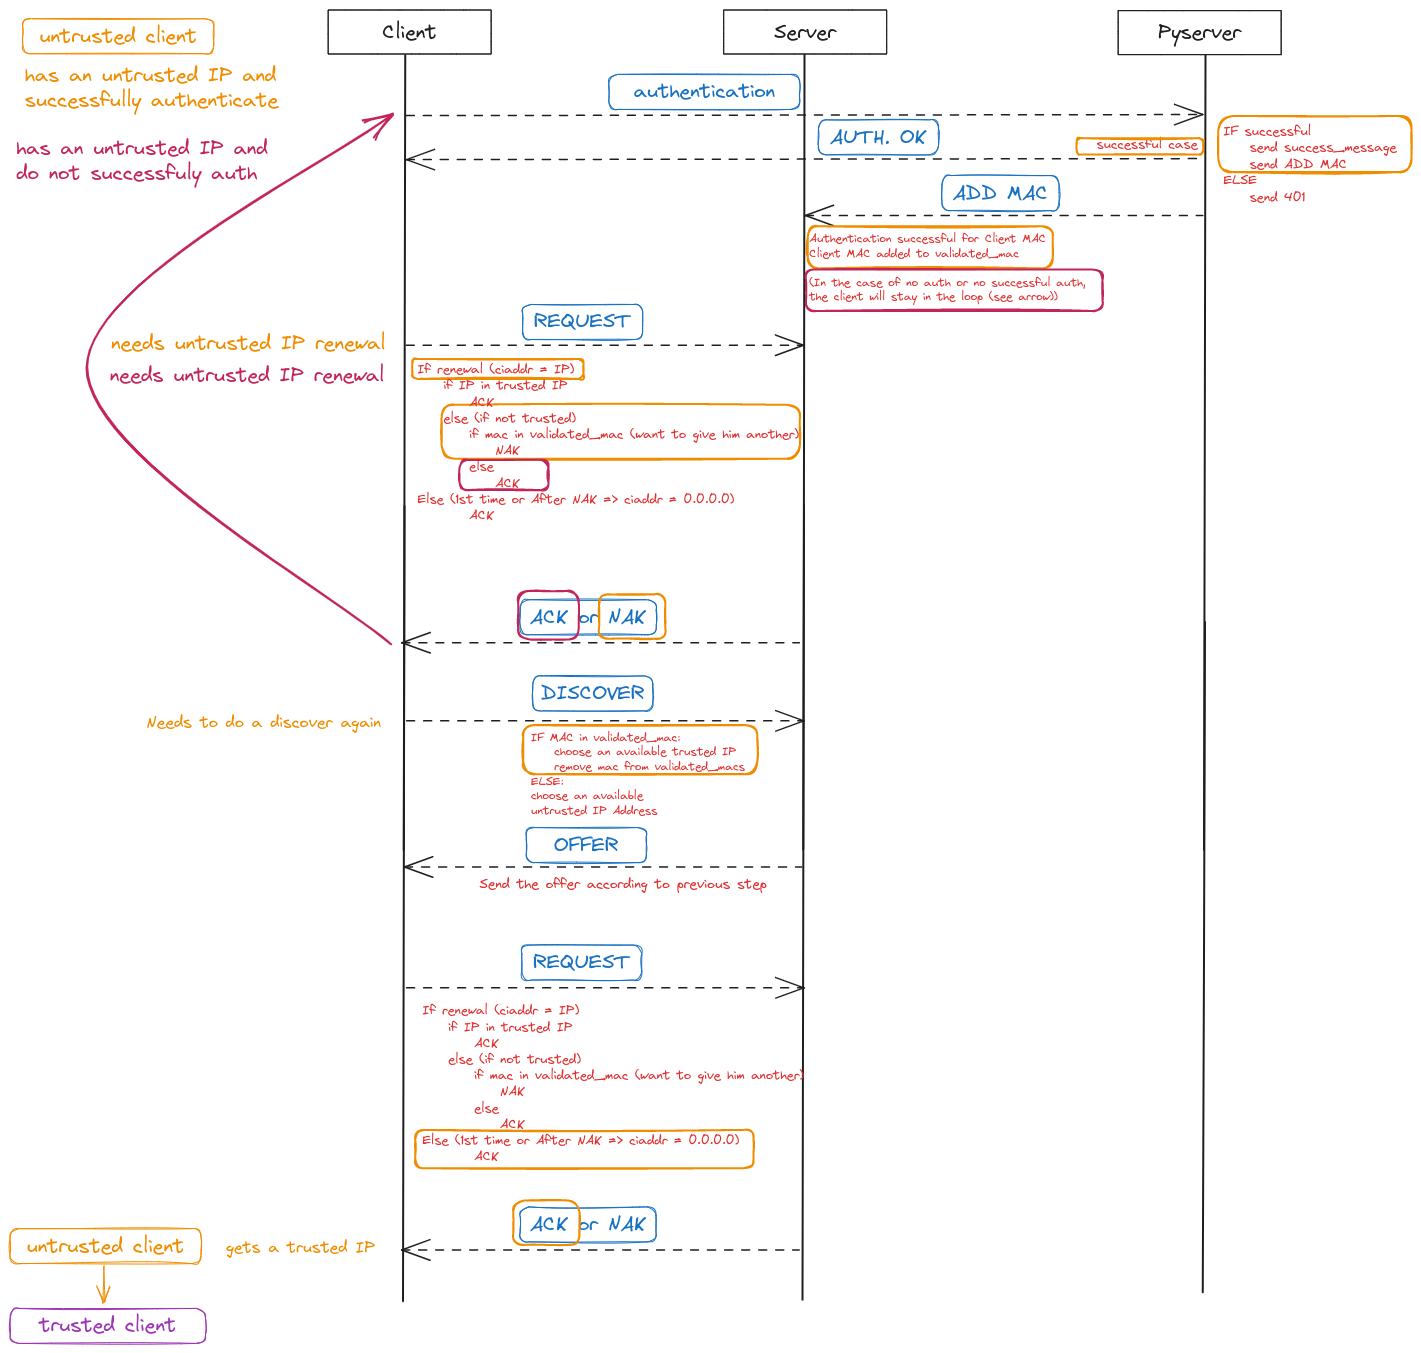 untrusted client
Client
Server
Pyserver
has an untrusted IP and
successfully authenticate
authentication
has an untrusted IP and
do not successfuly auth
AUTH. OK
successful case
IF successful
send success_message
send ADD MAC
ELSE
send 401
ADD MAC
Authentication successful for Client MAC
Client MAC added to validated_mac
(In the case of no auth or no successful auth,
the client will stay in the loop (see arrow))
REQUEST
needs untrusted IP renewal
needs untrusted IP renewal
If renewal (ciaddr = IP)
if IP in trusted IP
ACK
else (if not trusted)
if mac in validated_mac (want to give him another)
NAK
else
ACK
Else (1st time or After NAK => ciaddr = 0.0.0.0)
ACK
ACK or NAK
DISCOVER
Needs to do a discover again
IF MAC in validated_mac:
choose an available trusted IP
remove mac from validated_macs
ELSE:
choose an available
untrusted IP Address
OFFER
Send the offer according to previous step
REQUEST
If renewal (ciaddr = IP)
if IP in trusted IP
ACK
else (if not trusted)
if mac in validated_mac (want to give him another)
NAK
else
ACK
Else (1st time or After NAK => ciaddr = 0.0.0.0)
ACK
ACK or NAK
untrusted client
gets a trusted IP
trusted client